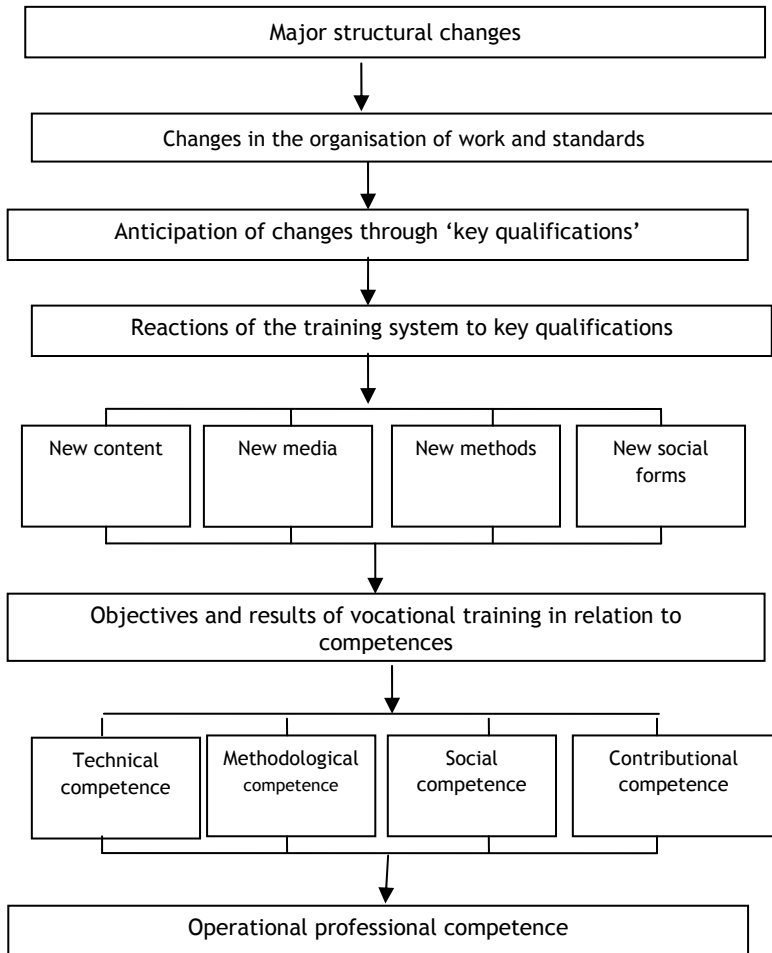 Major structural changes
Changes in the organisation of work and standards
Anticipation of changes through ‘key qualifications’
Reactions of the training system to key qualifications
New content
New media
New methods
New social
forms
Objectives and results of vocational training in relation to
competences
Technical
competence
Methodological
competence
Social
competence
Contributional
competence
Operational professional competence